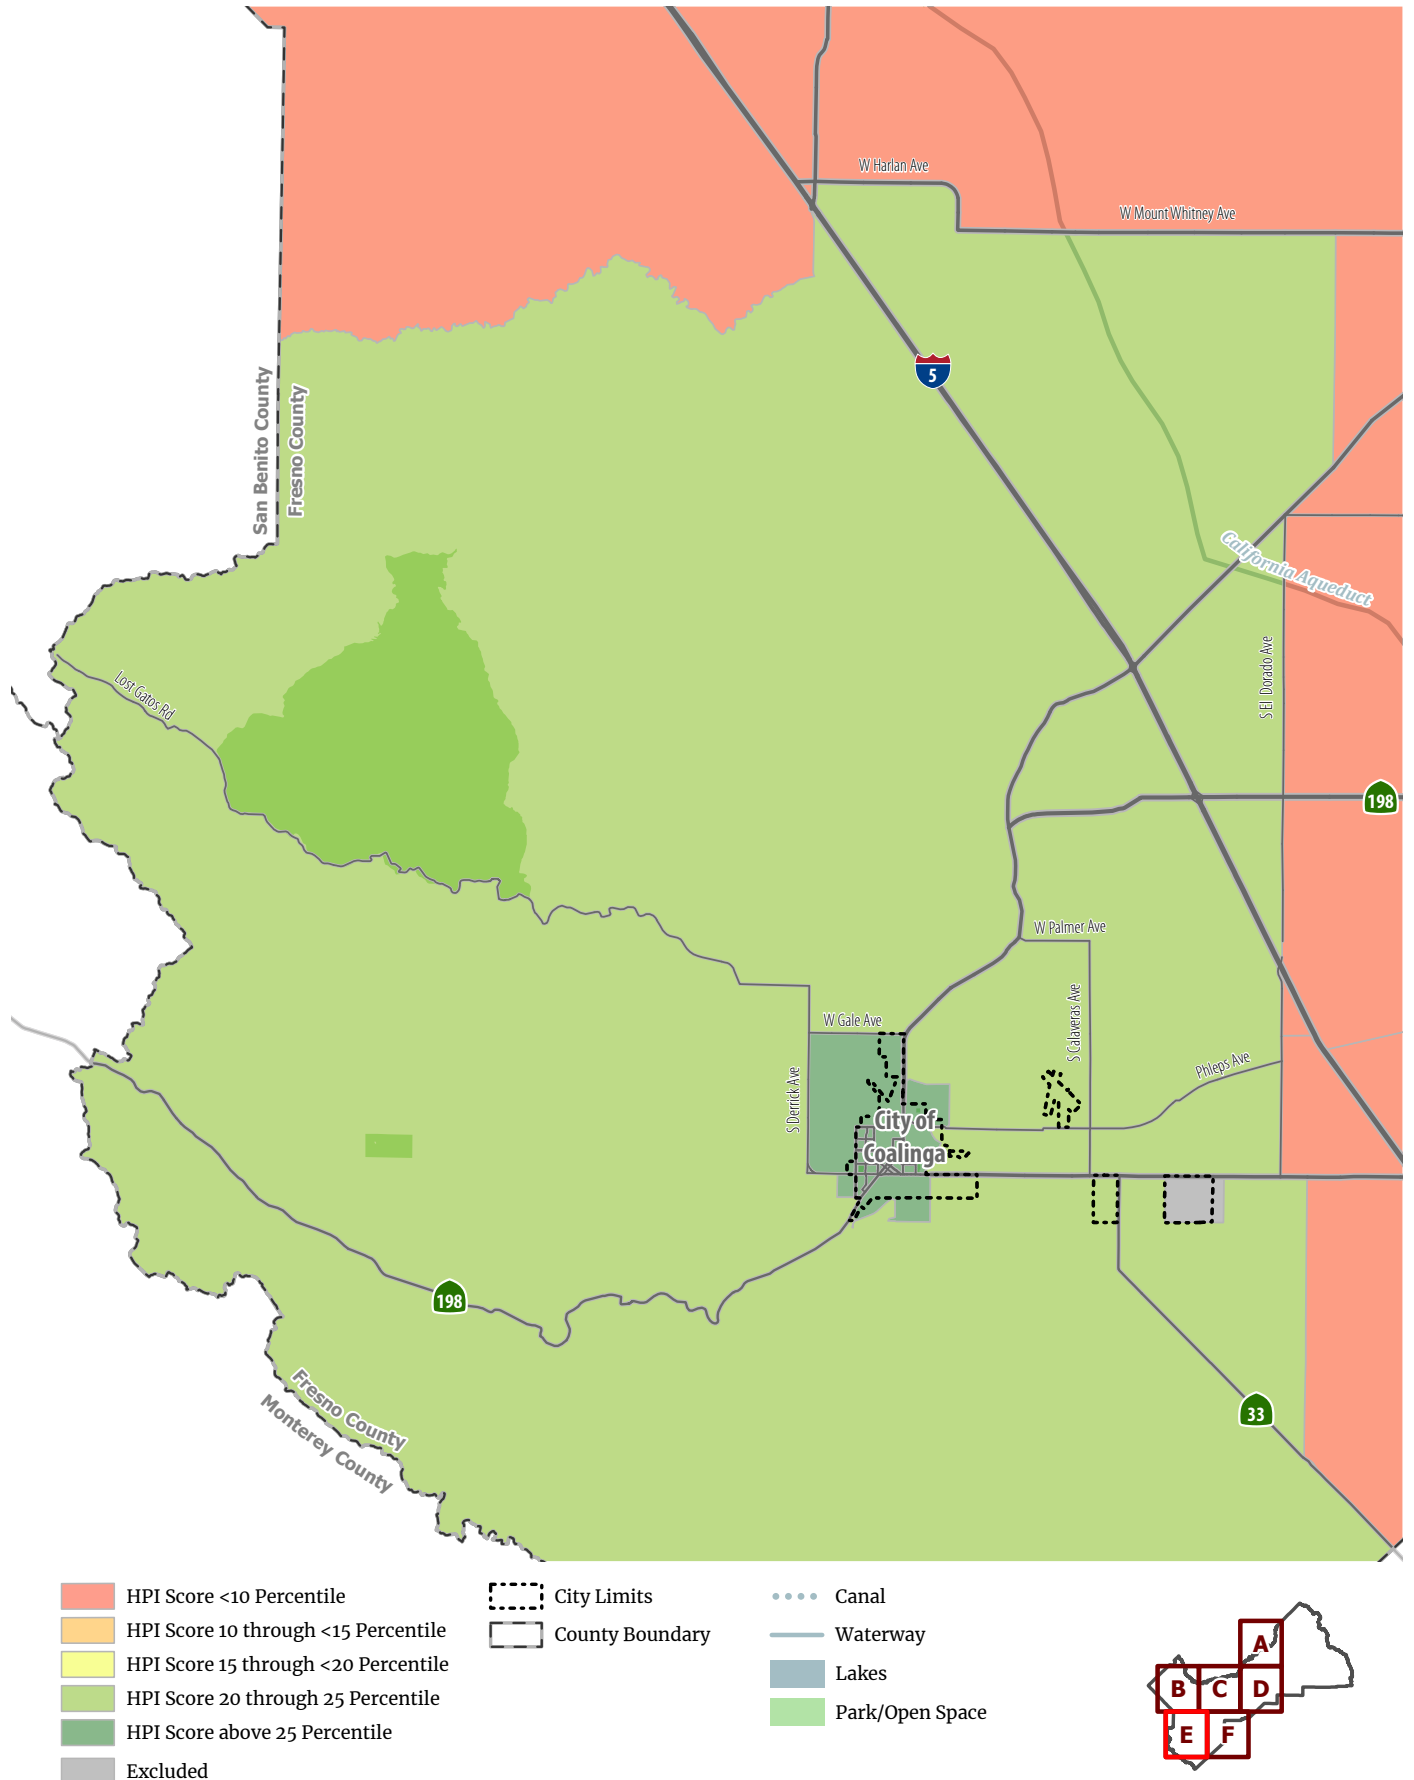 W Harlan Ave
W Mount Whitney Ave
5
San Benito County
Fresno County
California Aqueduct
S El Dorado Ave
Lost Gatos Rd
198
W Palmer Ave
S Calaveras Ave
W Gale Ave
Phleps Ave
S Derrick Ave
City of
Coalinga
198
Fresno County
Monterey County
33
HPI Score <10 Percentile
HPI Score 10 through <15 Percentile
HPI Score 15 through <20 Percentile
HPI Score 20 through 25 Percentile
HPI Score above 25 Percentile
Excluded
City Limits
County Boundary
Canal
Waterway
Lakes
Park/Open Space
A
B C D
E F